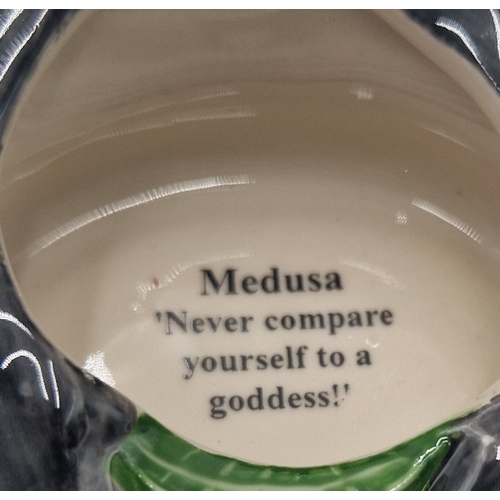 Medusa
'Never compare
yourself to a
goddess!'